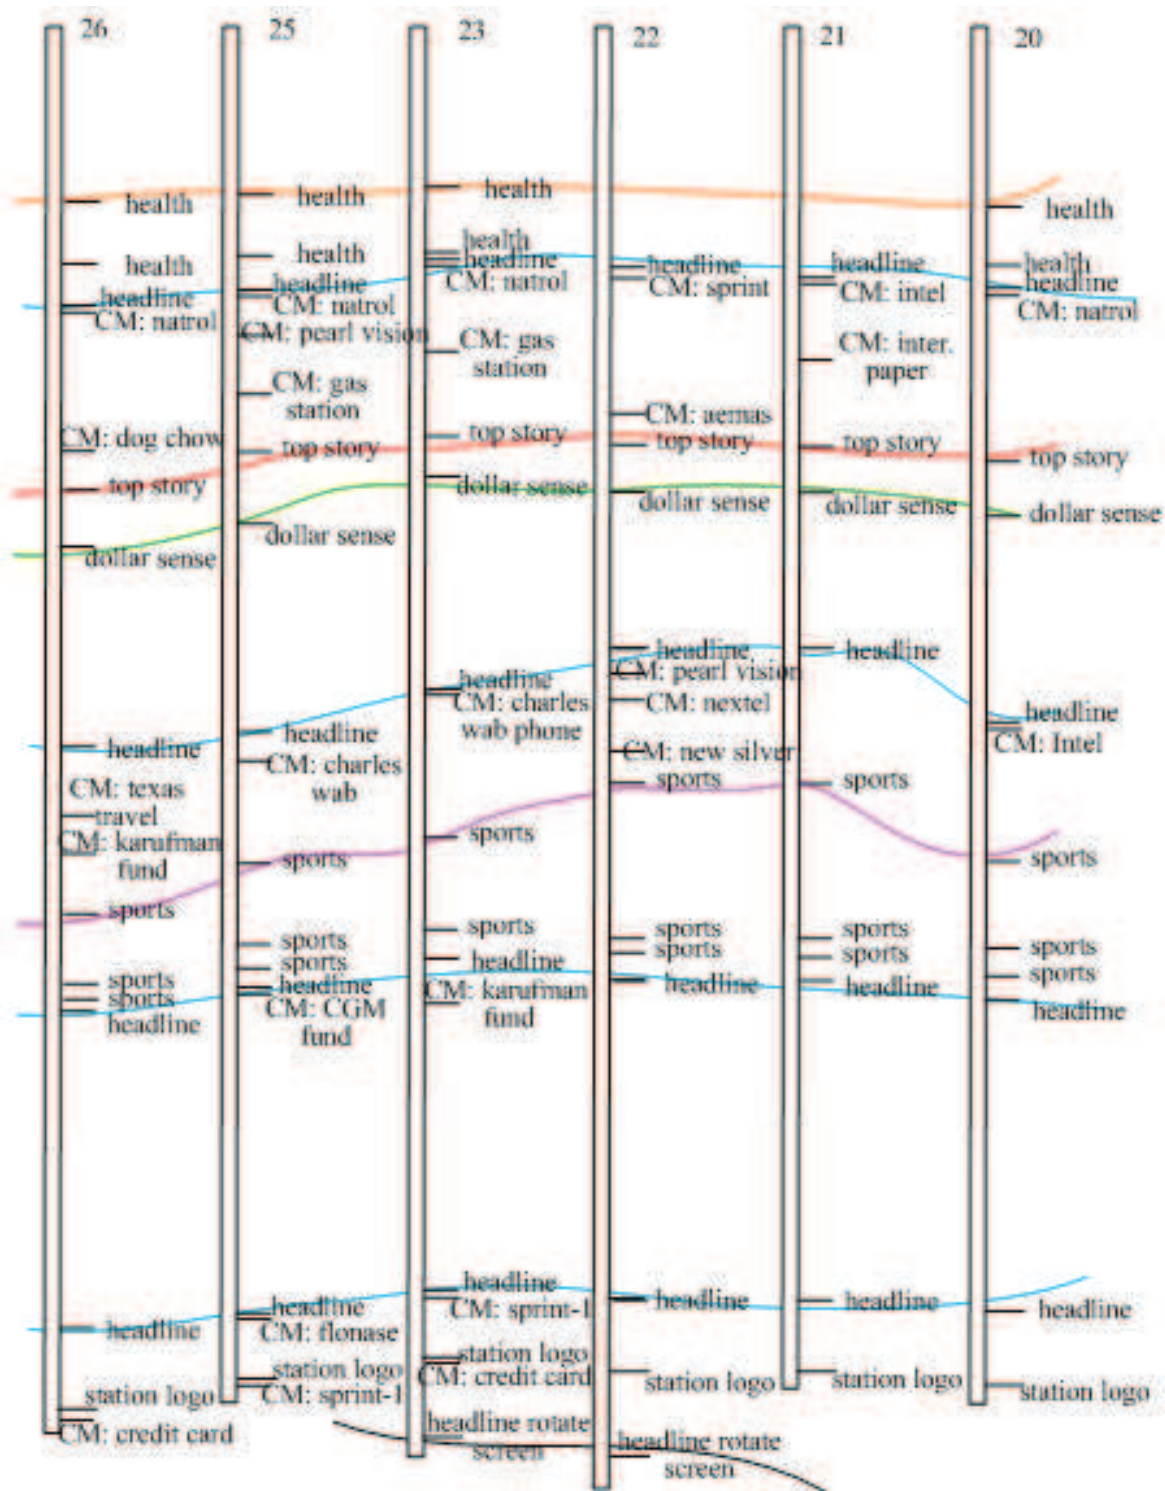 26
25
23
22
21
20
health
health
headline
CM: natrol
CM: dog chow
top story
dollar sense
headline
CM: texas
travel
CM: karufman
fund
sports
sports
sports
headline
headline
station logo
CM: credit card
health
health
headline
CM: natrol
CM: pearl vision
CM: gas
station
top story
dollar sense
headline
CM: charles
wab
sports
sports
sports
headline
CM: CGM
fund
headline
CM: flonase
station logo
CM: sprint-1
health
health
headline
CM: natrol
CM: gas
station
top story
dollar sense
headline
CM: charles
wab phone
sports
sports
headline
CM: karufman
fund
headline
CM: sprint-1
station logo
CM: credit card
headline rotate
screen
headline
CM: sprint
CM: aemas
top story
dollar sense
headline
CM: pearl vision
CM: nextel
CM: new silver
sports
sports
sports
headline
headline
station logo
headline rotate
screen
headline
CM: intel
CM: inter.
paper
top story
dollar sense
headline
sports
sports
sports
headline
headline
station logo
health
health
headline
CM: natrol
top story
dollar sense
headline
CM: Intel
sports
sports
sports
headline
headline
station logo